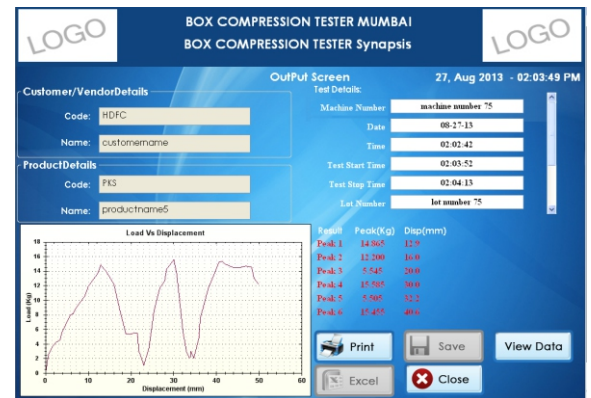 LOGO
BOX COMPRESSION TESTER MUMBAI
BOX COMPRESSION TESTER Synapsis
LOGO
OutPut Screen
27, Aug 2013 - 02:03:49 PM
Customer/VendorDetails
Code: HDFC
Name: customername
ProductDetails
Code: PKS
Name: productname5
Test Details:
Machine Number machine number 75
Date 08-27-13
Time 02:02:42
Test Start Time 02:03:52
Test Stop Time 02:04:13
Lot Number lot number 75
Load Vs Displacement
Load (Kg)
18
16
14
12
10
8
6
4
2
0
0 10 20 30 40 50 60
Displacement (mm)
Result Peak(Kg) Disp(mm)
Peak 1 14.865 12.9
Peak 2 12.200 16.0
Peak 3 5.545 20.0
Peak 4 15.505 30.0
Peak 5 5.505 32.2
Peak 6 15.455 40.6
Print
Save
View Data
Excel
Close